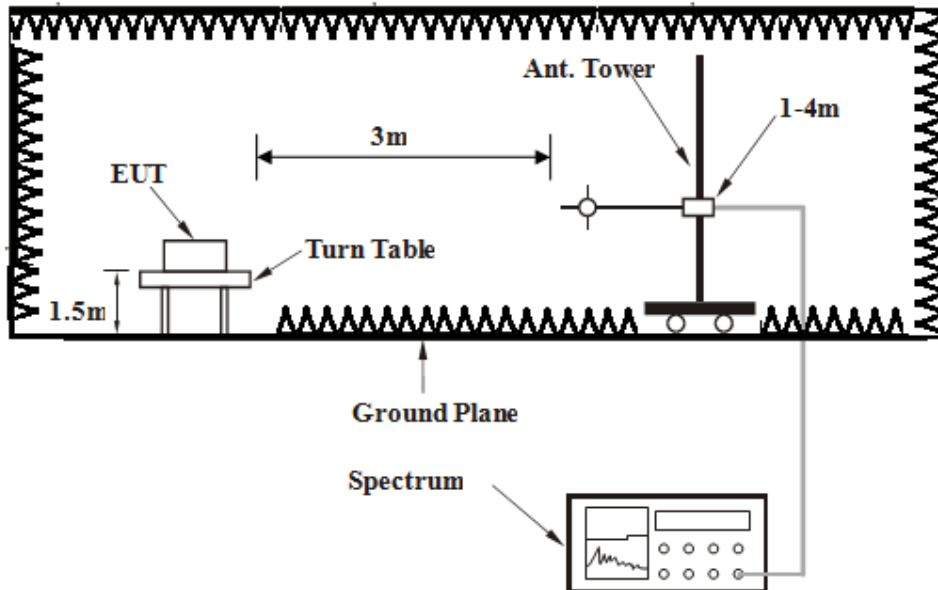 Ant. Tower
1-4m
3m
EUT
Turn Table
1.5m
Ground Plane
Spectrum